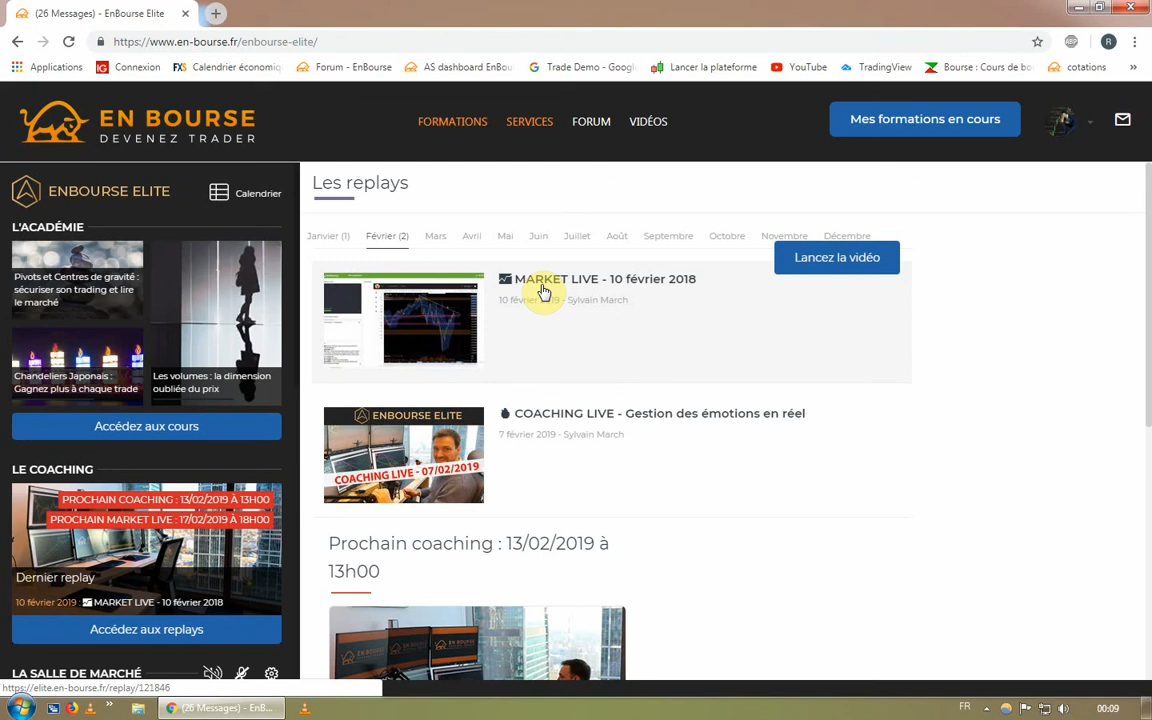 (26 Messages) - EnBourse Elite
https://www.en-bourse.fr/enbourse-elite/
ABP
R
Applications
IG Connexion
FXS Calendrier économiq
Forum - EnBourse
AS dashboard EnBou
Trade Demo - Googl
Lancer la plateforme
YouTube
TradingView
Bourse : Cours de bo
cotations
»
EN BOURSE
DEVENEZ TRADER
FORMATIONS
SERVICES
FORUM
VIDÉOS
Mes formations en cours
ENBOURSE ELITE
Calendrier
L'ACADÉMIE
Pivots et Centres de gravité :
sécuriser son trading et lire
le marché
Chandeliers Japonais :
Gagnez plus à chaque trade
Les volumes : la dimension
oubliée du prix
Accédez aux cours
LE COACHING
PROCHAIN COACHING : 13/02/2019 À 13H00
PROCHAIN MARKET LIVE : 17/02/2019 À 18H00
Dernier replay
10 février 2019 : MARKET LIVE - 10 février 2018
Accédez aux replays
LA SALLE DE MARCHÉ
Les replays
Janvier (1)
Février (2)
Mars
Avril
Mai
Juin
Juillet
Août
Septembre
Octobre
Novembre
Décembre
MARKET LIVE - 10 février 2018
10 février 2019 - Sylvain March
Lancez la vidéo
ENBOURSE ELITE
COACHING LIVE - 07/02/2019
COACHING LIVE - Gestion des émotions en réel
7 février 2019 - Sylvain March
Prochain coaching : 13/02/2019 à
13h00
https://elite.en-bourse.fr/replay/121846
»
(26 Messages) - EnB...
FR
00:09